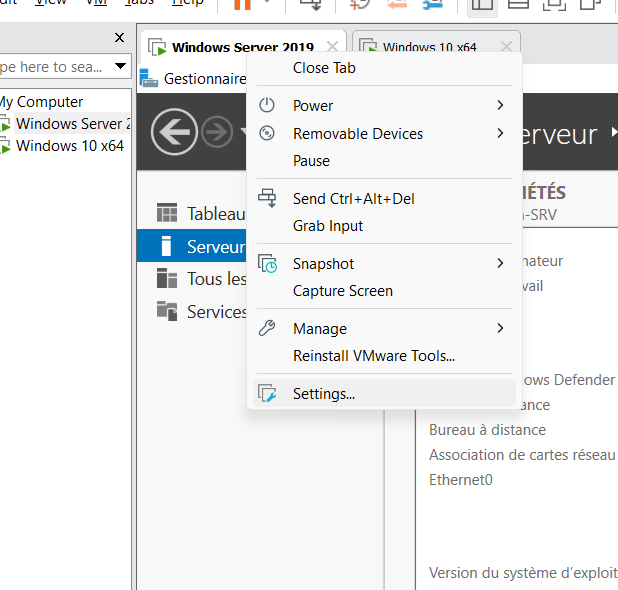 View VM Tabs Help
Windows Server 2019
Windows 10 x64
pe here to sea...
My Computer
Windows Server 2
Windows 10 x64
Gestionnaire
Close Tab
Power
Removable Devices
Pause
Send Ctrl+Alt+Del
Grab Input
Snapshot
Capture Screen
Manage
Reinstall VMware Tools...
Settings...
erveur
Tableau
Serveur
Tous les
Services
IÉTÉS
-SRV
nateur
vail
ows Defender
ance
Bureau à distance
Association de cartes réseau
Ethernet0
Version du système d'exploit